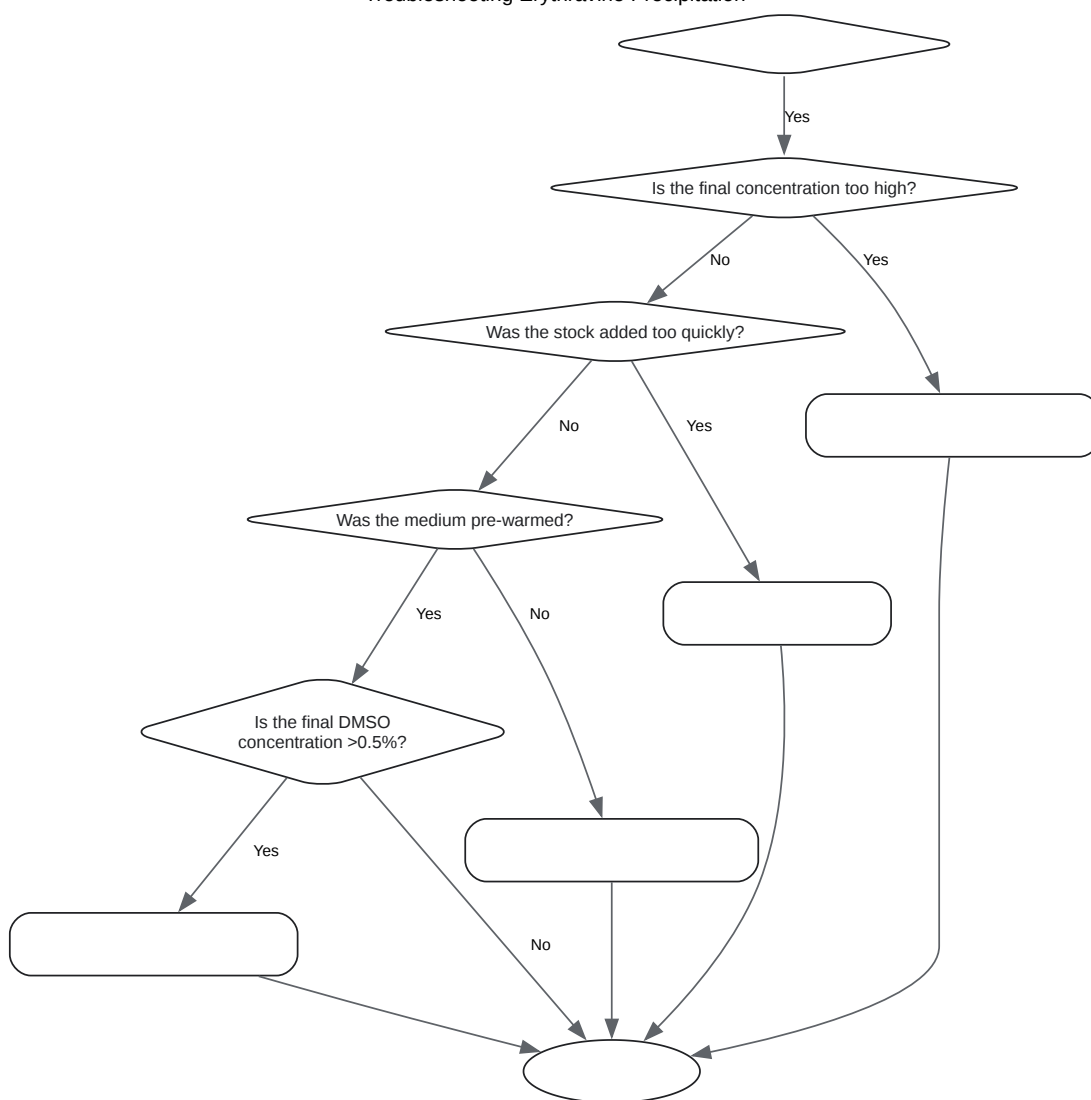 Troubleshooting Erythravine Precipitation
Yes
Is the final concentration too high?
No
Yes
Was the stock added too quickly?
No
Yes
Was the medium pre-warmed?
Yes
No
Is the final DMSO
concentration >0.5%?
Yes
No